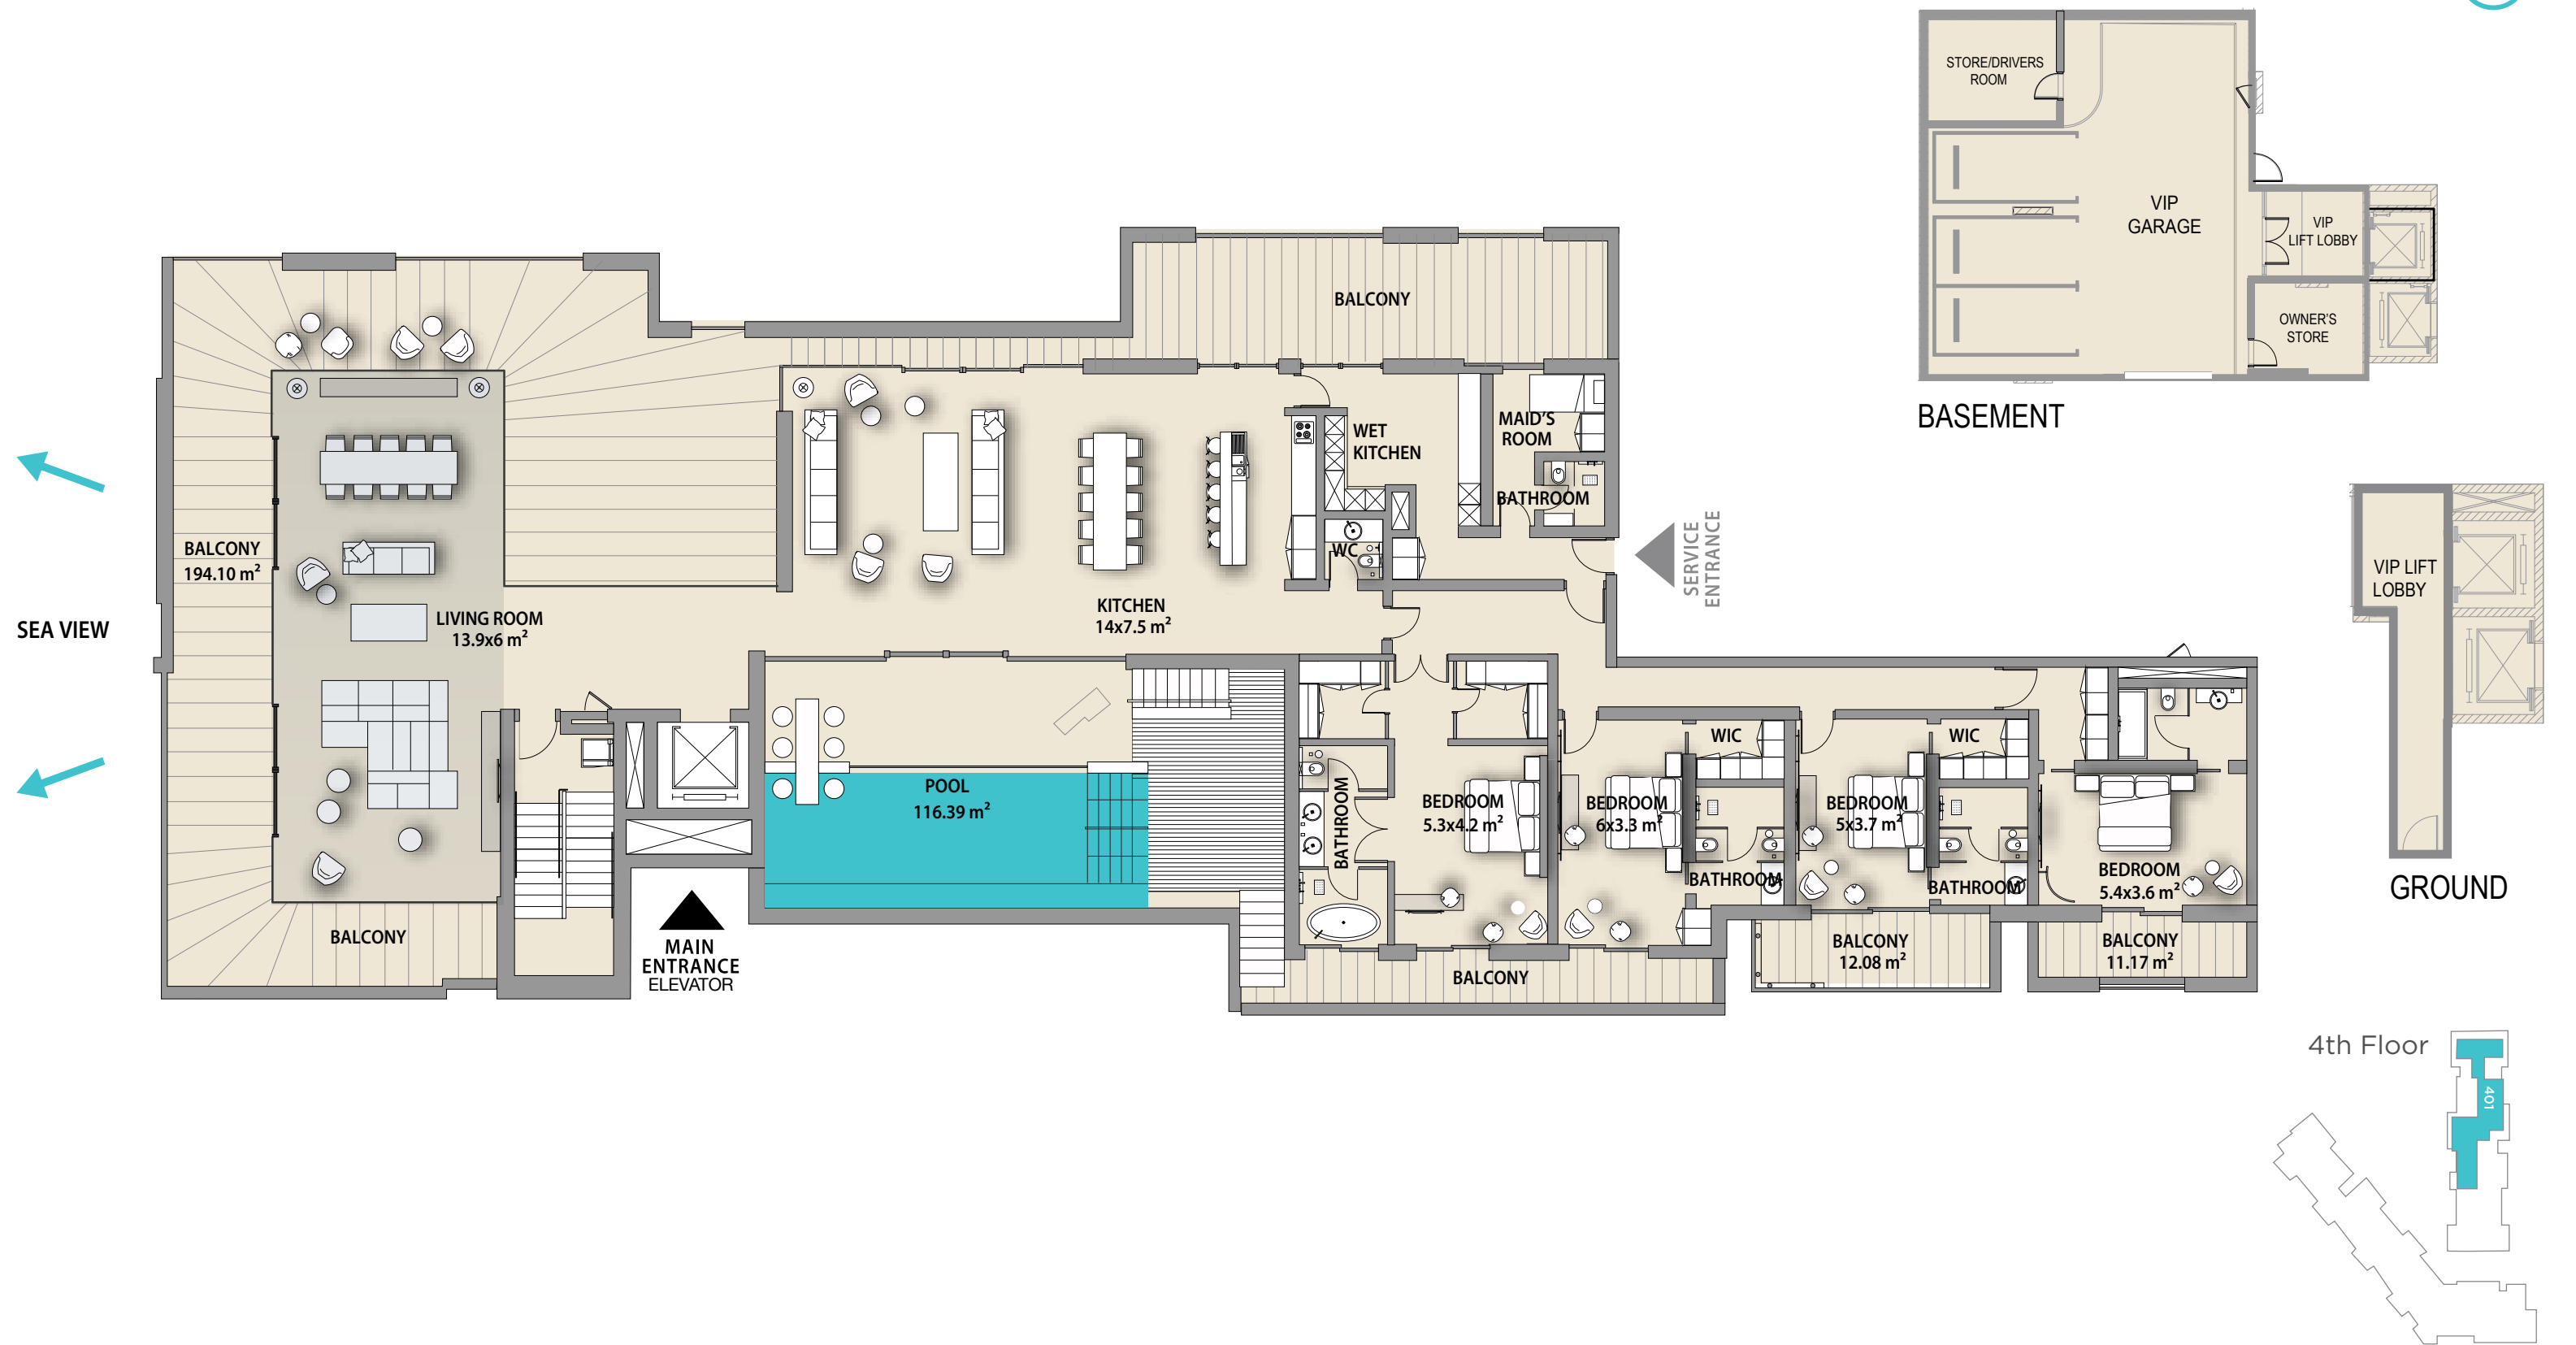 STORE/DRIVERS
ROOM
VIP
GARAGE
VIP
LIFT LOBBY
OWNER'S
STORE
BASEMENT
BALCONY
MAID'S
ROOM
WET
KITCHEN
BATHROOM
WC
SERVICE
ENTRANCE
BALCONY
194.10 m²
SEA VIEW
LIVING ROOM
13.9x6 m²
KITCHEN
14x7.5 m²
VIP LIFT
LOBBY
GROUND
POOL
116.39 m²
WIC
WIC
BATHROOM
BEDROOM
5.3x4.2 m²
BEDROOM
6x3.3 m²
BEDROOM
5x3.7 m²
BATHROOM
BATHROOM
BEDROOM
5.4x3.6 m²
BALCONY
MAIN
ENTRANCE
ELEVATOR
BALCONY
BALCONY
12.08 m²
BALCONY
11.17 m²
4th Floor
401